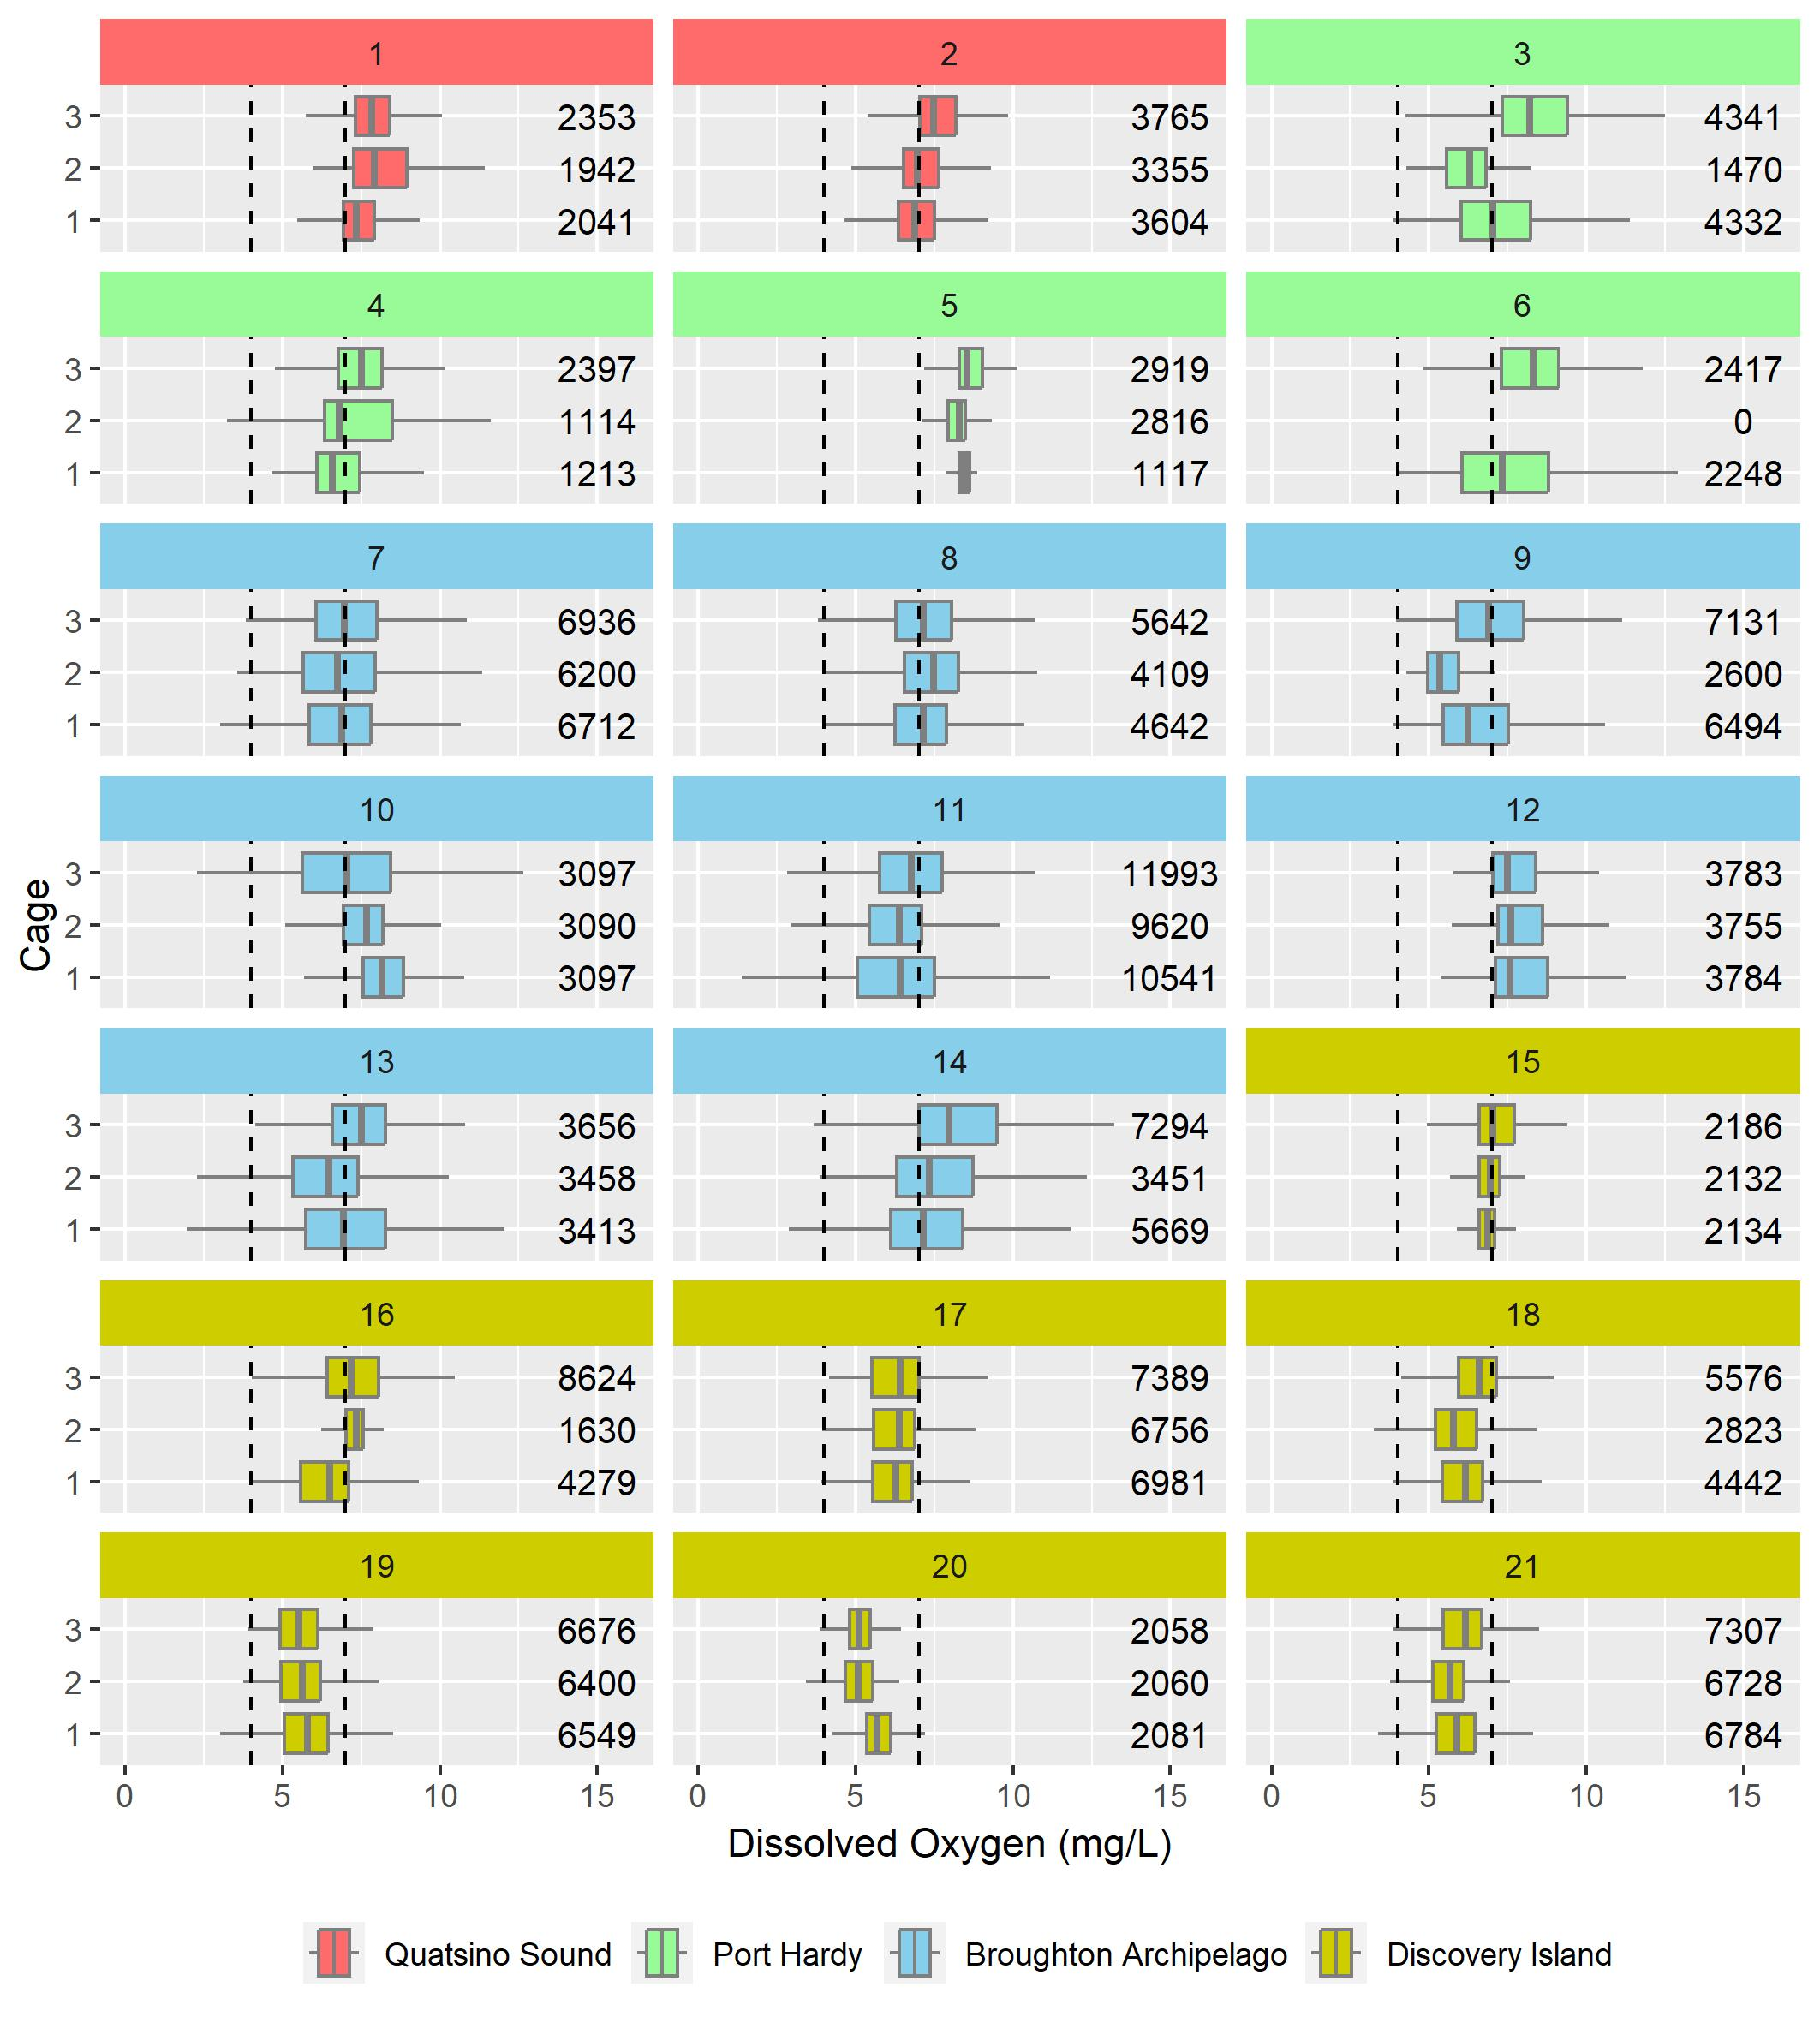 1 2 3
3 2353 3765 4341
2 1942 3355 1470
1 2041 3604 4332
4 5 6
3 2397 2919 2417
2 1114 2816 0
1 1213 1117 2248
7 8 9
3 6936 5642 7131
2 6200 4109 2600
1 6712 4642 6494
10 11 12
3 3097 11993 3783
2 3090 9620 3755
1 3097 10541 3784
Cage
13 14 15
3 3656 7294 2186
2 3458 3451 2132
1 3413 5669 2134
16 17 18
3 8624 7389 5576
2 1630 6756 2823
1 4279 6981 4442
19 20 21
3 6676 2058 7307
2 6400 2060 6728
1 6549 2081 6784
0 5 10 15 0 5 10 15 0 5 10 15
Dissolved Oxygen (mg/L)
Quatsino Sound Port Hardy Broughton Archipelago Discovery Island